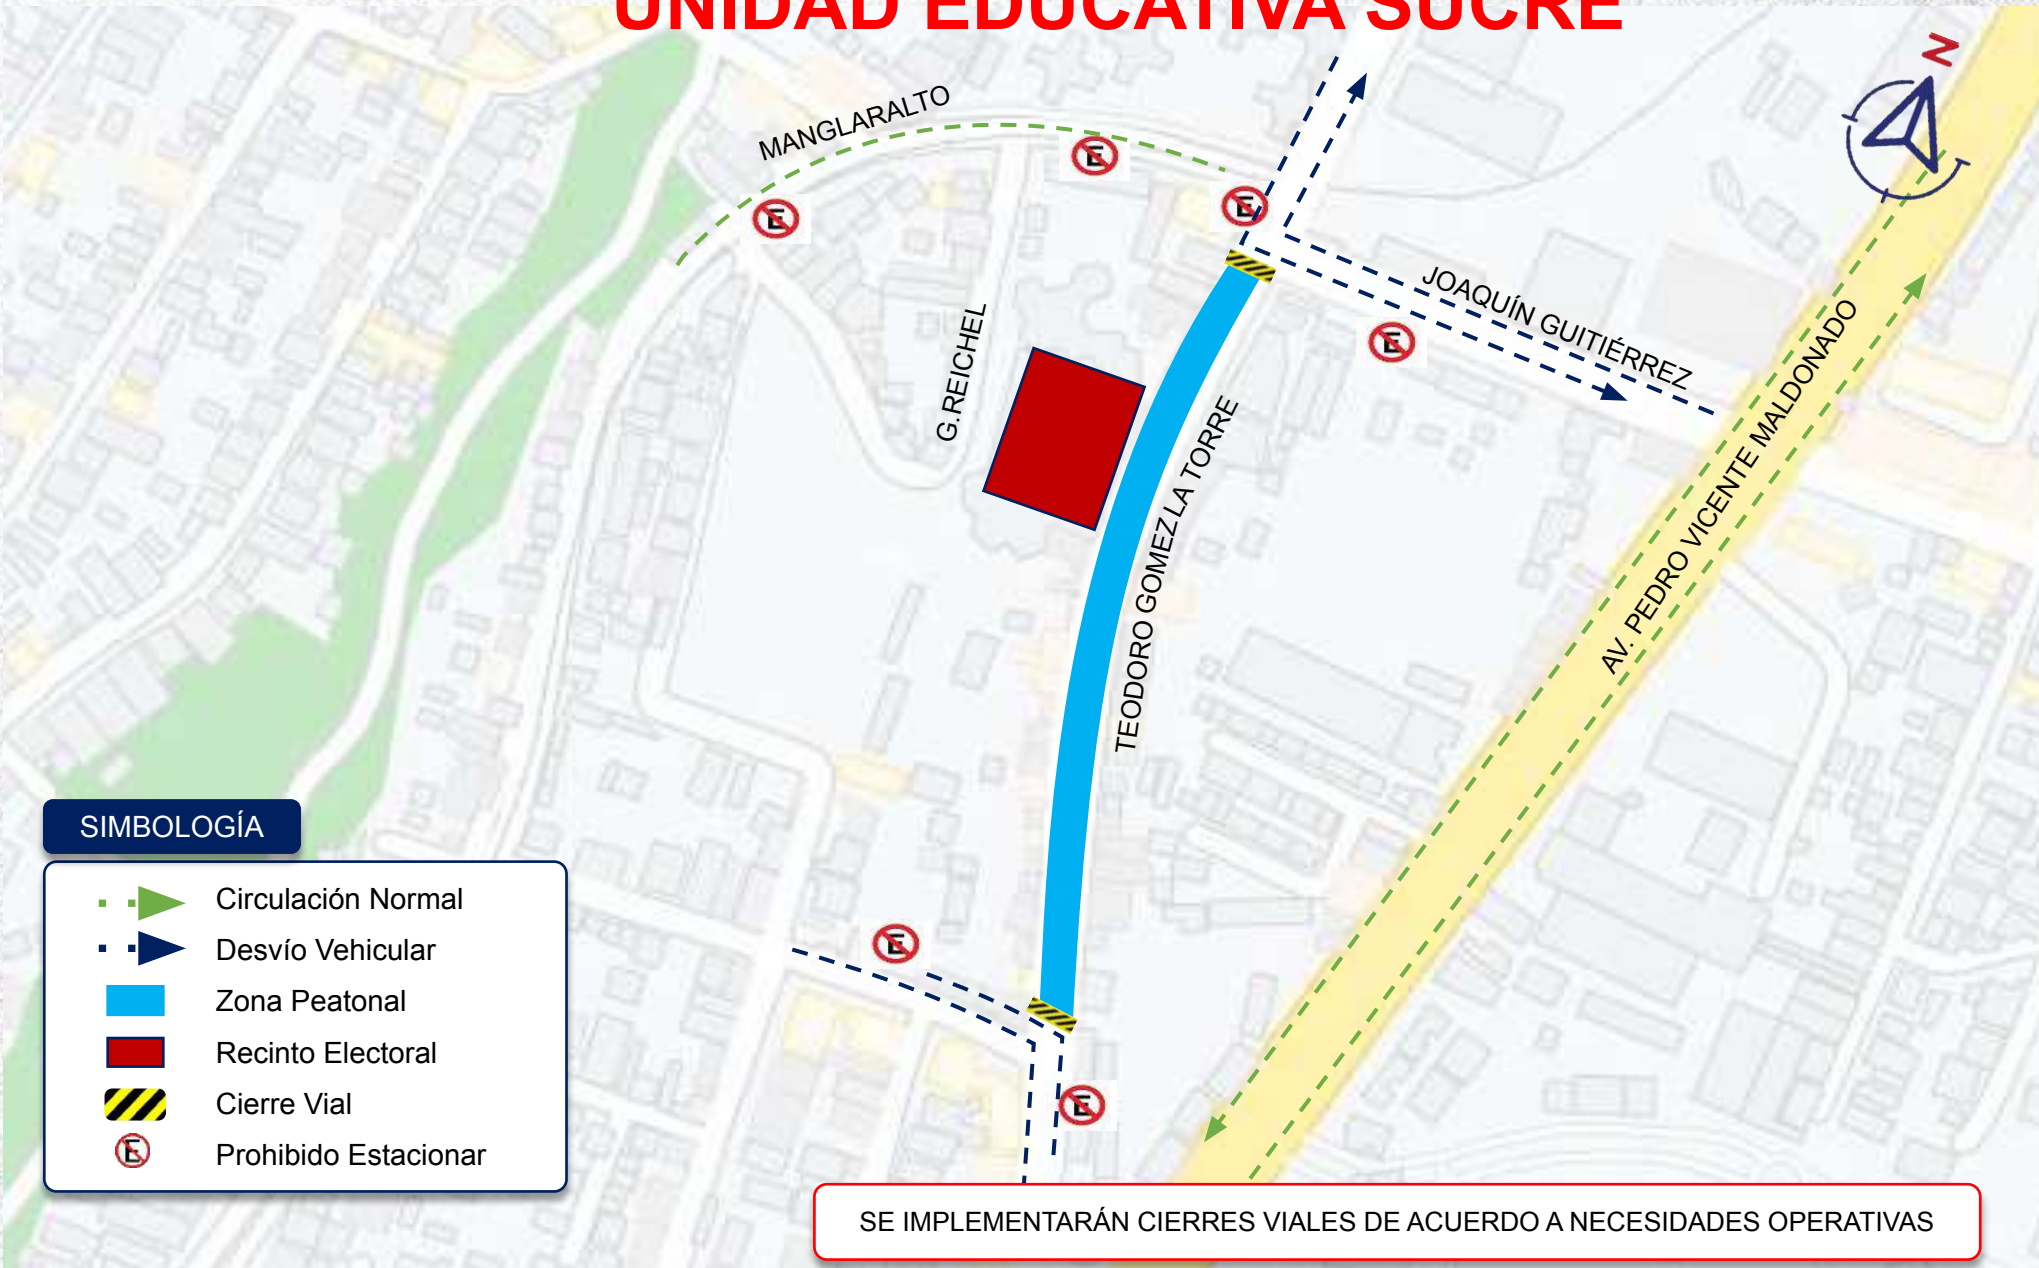 UNIDAD EDUCATIVA SUCRE
N
MANGLARALTO
E
E
E
E
JOAQUÍN GUITIÉRREZ
G.REICHEL
TEODORO GOMEZ LA TORRE
AV. PEDRO VICENTE MALDONADO
E
E
SIMBOLOGÍA
Circulación Normal
Desvío Vehicular
Zona Peatonal
Recinto Electoral
Cierre Vial
E Prohibido Estacionar
SE IMPLEMENTARÁN CIERRES VIALES DE ACUERDO A NECESIDADES OPERATIVAS